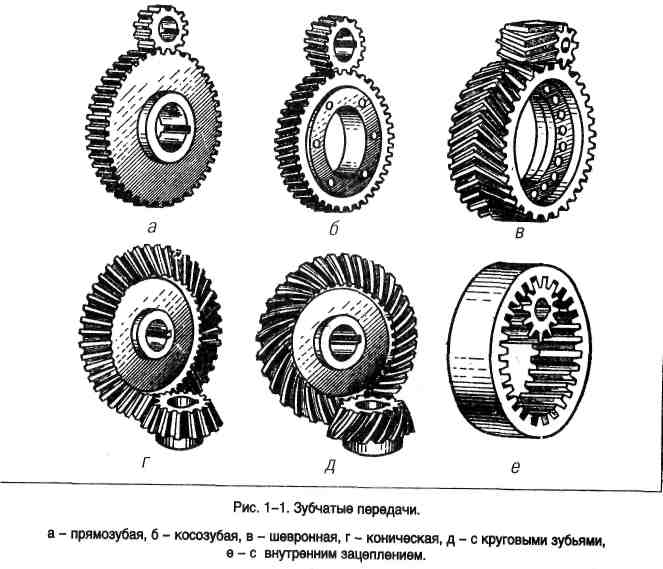 а б в
г д е
Рис. 1-1. Зубчатые передачи.
а – прямозубая, б – косозубая, в – шевронная, г – коническая, д – с круговыми зубьями,
е – с внутренним зацеплением.